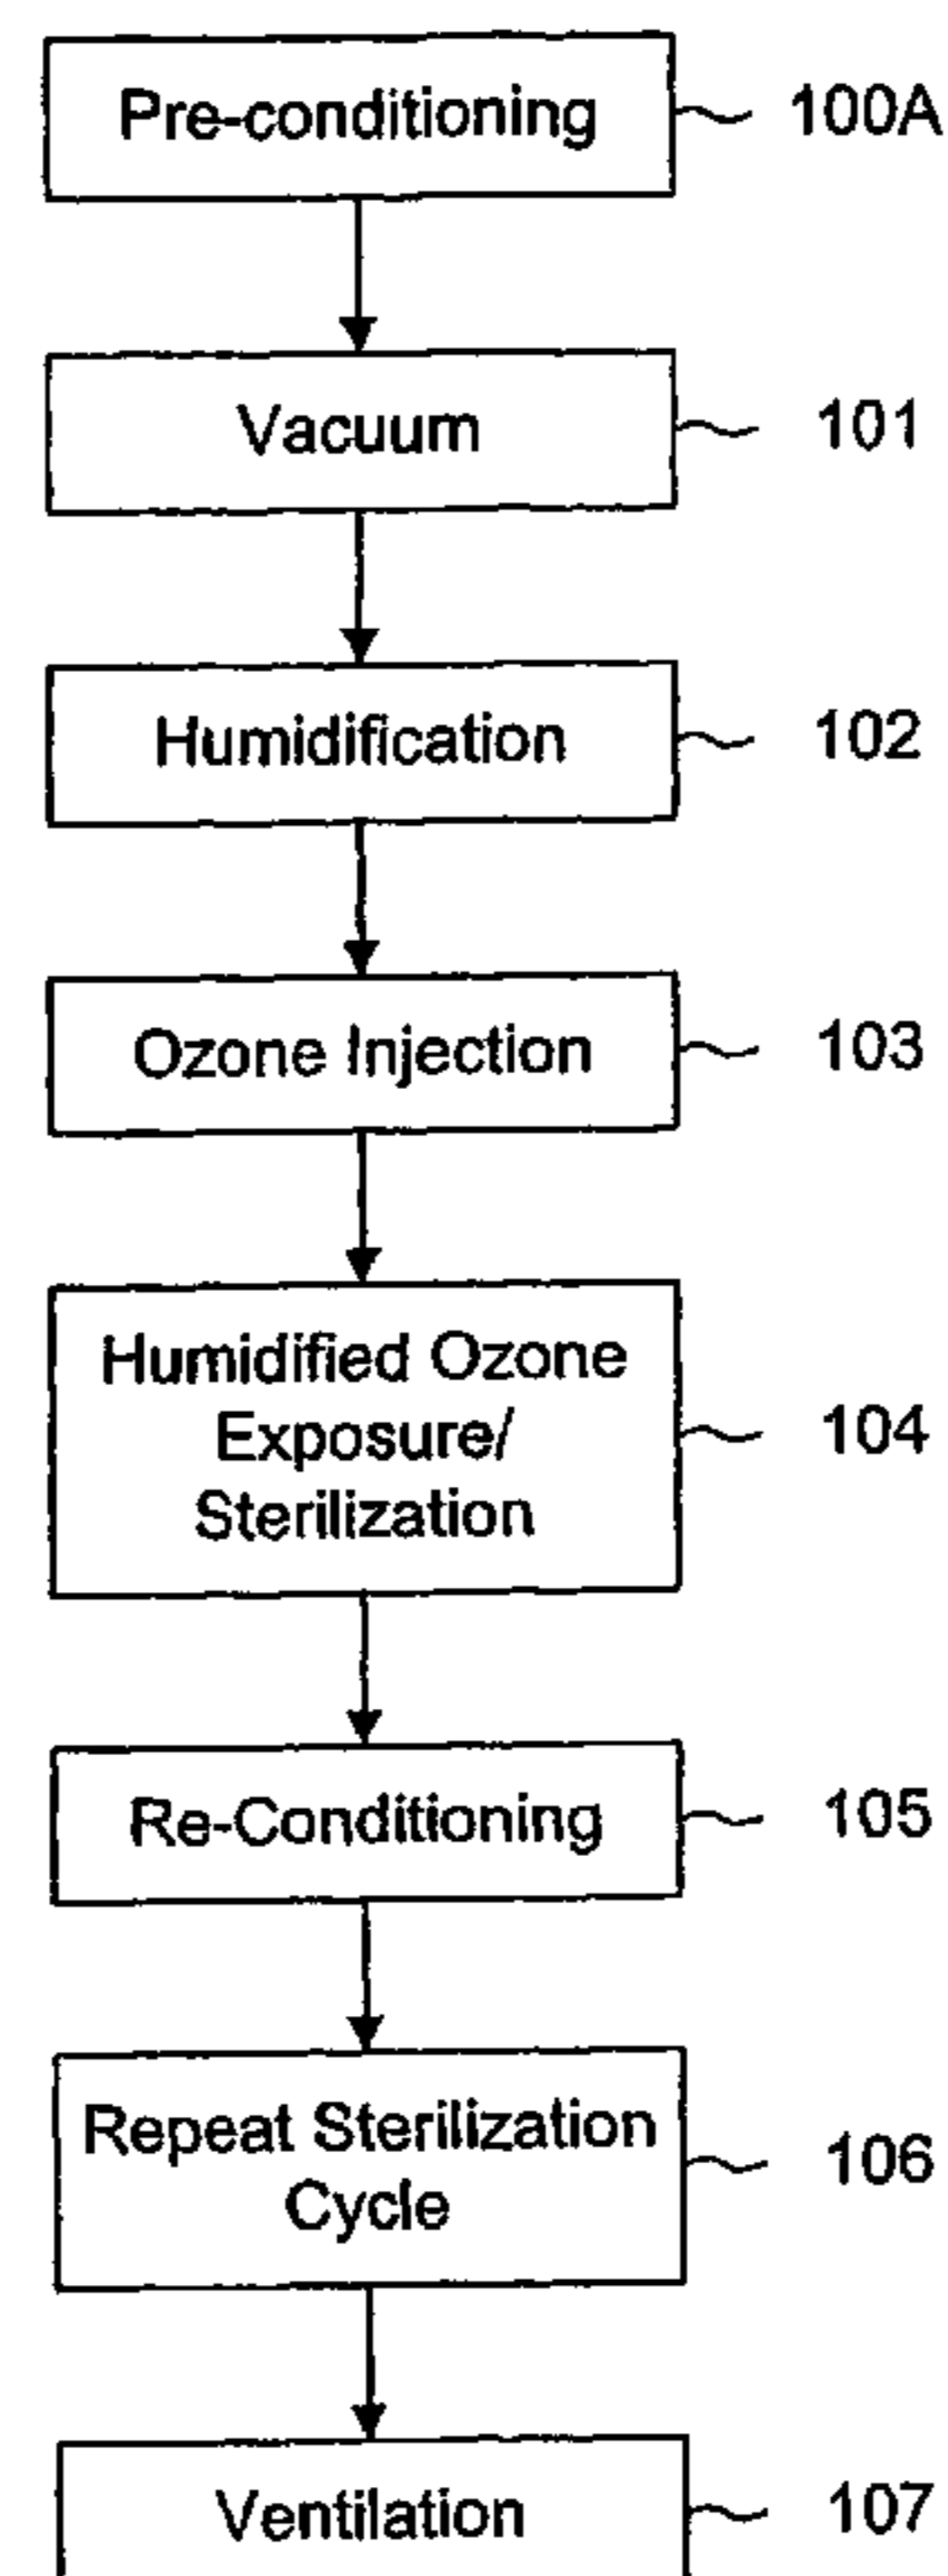 Pre-conditioning 100A
Vacuum 101
Humidification 102
Ozone Injection 103
Humidified Ozone
Exposure/ 104
Sterilization
Re-Conditioning 105
Repeat Sterilization
Cycle 106
Ventilation 107